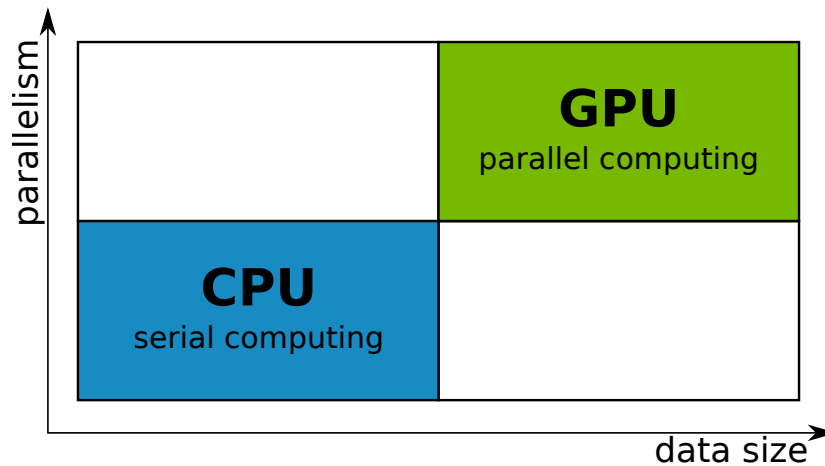 parallelism
GPU
parallel computing
CPU
serial computing
data size